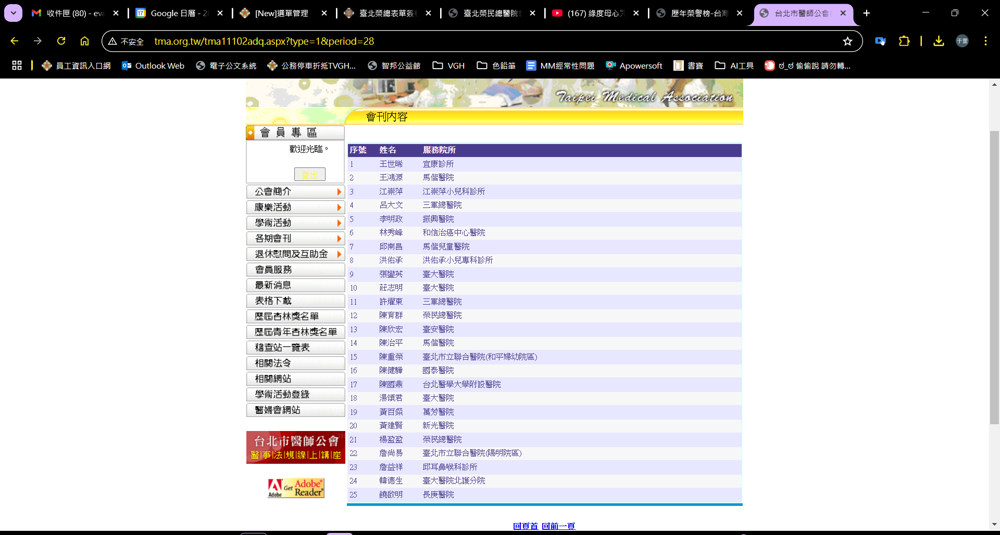 收件匣 (80) - eva
Google 日曆 - 2
[New]選單管理
臺北榮總表單簽
臺北榮民總醫院
(167) 綠度母心咒
歷年榮譽榜-台灣
台北市醫師公會
不安全 tma.org.tw/tma11102adq.aspx?type=1&period=28
于萱
員工資訊入口網
Outlook Web
電子公文系統
公務停車折抵TVGH...
智邦公益館
VGH
色鉛筆
MM經常性問題
Apowersoft
書寶
AI工具
ಠ_ಠ 偷偷說 請勿轉...
Taipei Medical Association
會刊內容
會員專區
歡迎光臨。
登出
公會簡介
康樂活動
學術活動
各期會刊
退休慰問及互助金
會員服務
最新消息
表格下載
歷屆杏林獎名單
歷屆青年杏林獎名單
稽查站一覽表
相關法令
相關網站
學術活動登錄
醫婦會網站
台北市醫師公會
醫|事|法|規|線|上|講|座
Adobe
Get Adobe Reader
序號 姓名 服務院所
1 王世晞 宜康診所
2 王鴻源 馬偕醫院
3 江崇萍 江崇萍小兒科診所
4 呂大文 三軍總醫院
5 李明政 振興醫院
6 林秀峰 和信治癌中心醫院
7 邱南昌 馬偕兒童醫院
8 洪佑承 洪佑承小兒專科診所
9 張鑾英 臺大醫院
10 莊志明 臺大醫院
11 許耀東 三軍總醫院
12 陳育群 榮民總醫院
13 陳欣宏 臺安醫院
14 陳治平 馬偕醫院
15 陳重榮 臺北市立聯合醫院(和平婦幼院區)
16 陳健驊 國泰醫院
17 陳國鼎 台北醫學大學附設醫院
18 湯頌君 臺大醫院
19 黃百粲 萬芳醫院
20 黃建賢 新光醫院
21 楊盈盈 榮民總醫院
22 詹尚易 臺北市立聯合醫院(陽明院區)
23 詹益祥 邱耳鼻喉科診所
24 韓德生 臺大醫院北護分院
25 饒啟明 長庚醫院
回頁首 回前一頁